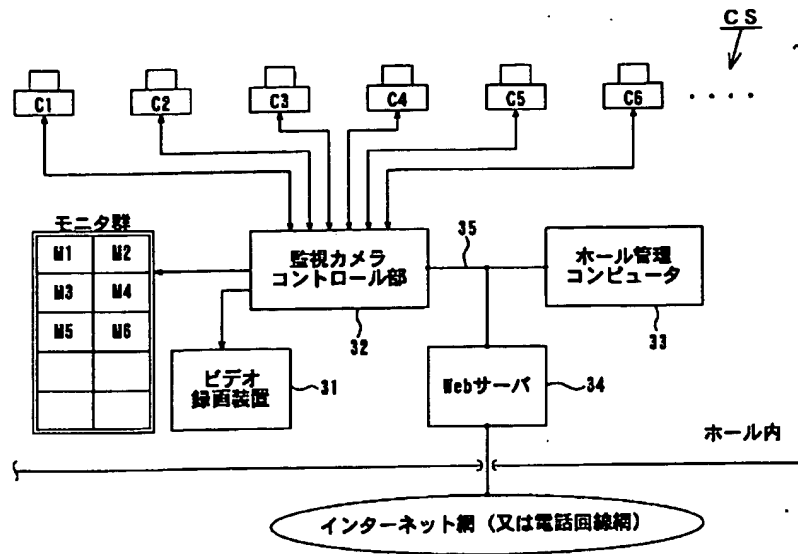 CS
C1 C2 C3 C4 C5 C6 ····
モニタ群
M1 M2
M3 M4
M5 M6
監視カメラ
コントロール部
32
35
ホール管理
コンピュータ
33
ビデオ
録画装置
31
Webサーバ
34
ホール内
インターネット網(又は電話回線網)